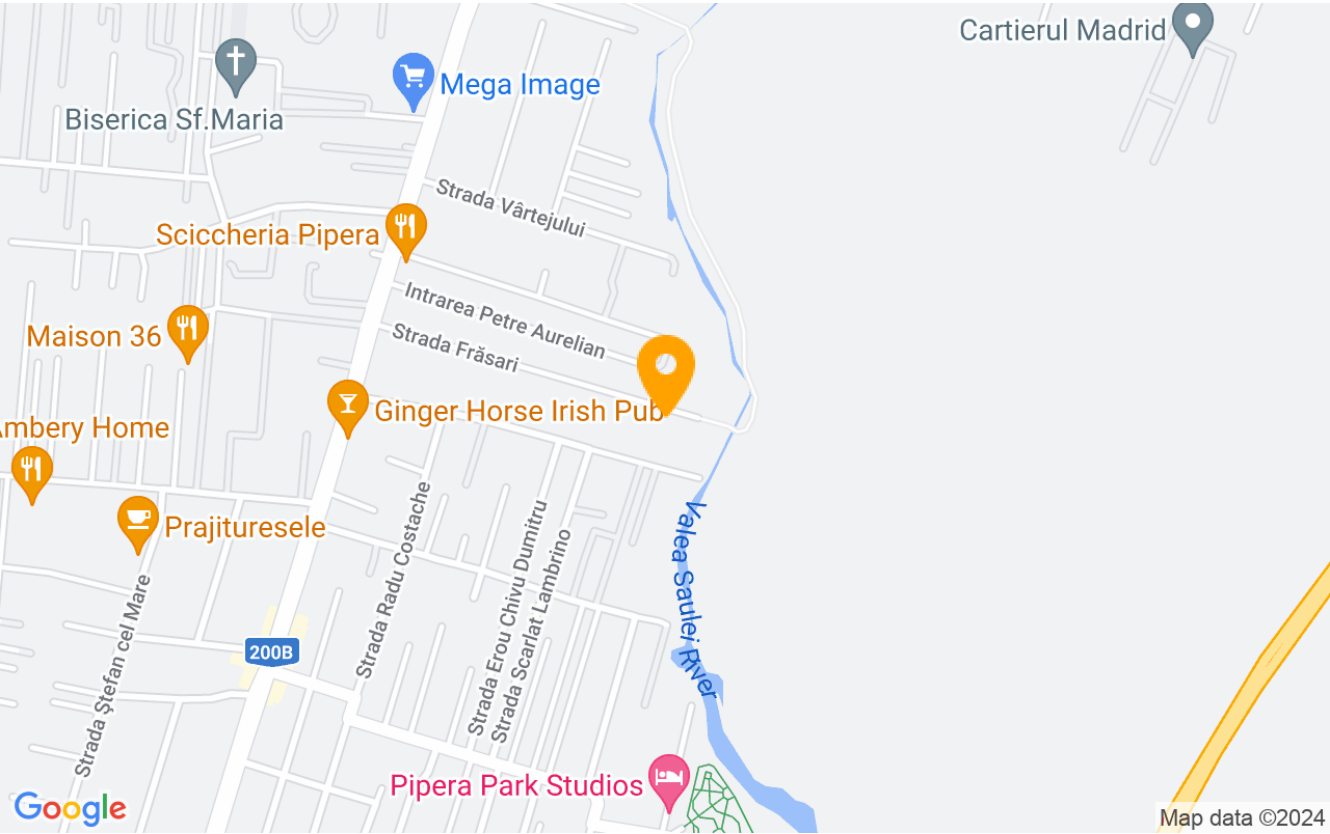 Cartierul Madrid
Mega Image
Biserica Sf.Maria
Strada Vârtejului
Sciccheria Pipera
Intrarea Petre Aurelian
Maison 36
Strada Frăsari
Ginger Horse Irish Pub
Ambery Home
Strada Radu Costache
Strada Erou Chivu Dumitru
Strada Scarlat Lambrino
Prajituresele
Valea Saulei River
Strada Ştefan cel Mare
200B
Pipera Park Studios
Google
Map data ©2024